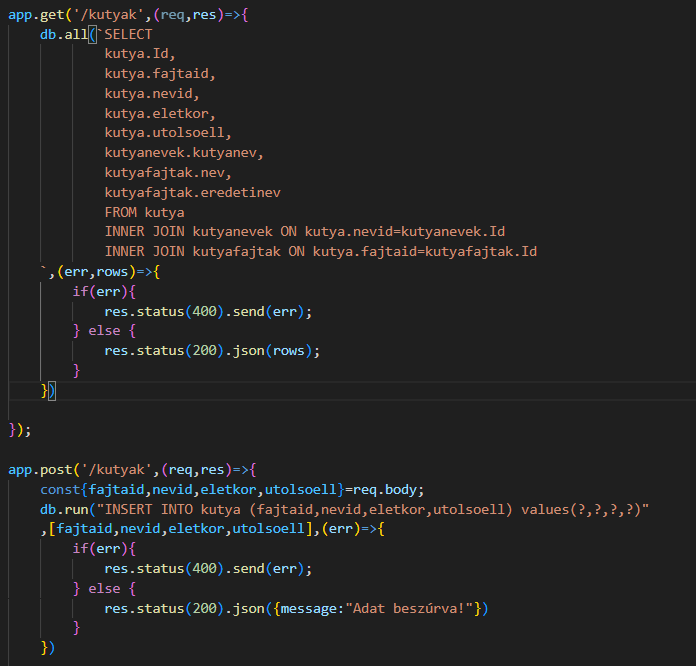 app.get('/kutyak',(req,res)=>{
    db.all(`SELECT
            kutya.Id,
            kutya.fajtaid,
            kutya.nevid,
            kutya.eletkor,
            kutya.utolsoell,
            kutyanevek.kutyanev,
            kutyafajtak.nev,
            kutyafajtak.eredetinev
            FROM kutya
            INNER JOIN kutyanevek ON kutya.nevid=kutyanevek.Id
            INNER JOIN kutyafajtak ON kutya.fajtaid=kutyafajtak.Id
    `,(err,rows)=>{
        if(err){
            res.status(400).send(err);
        } else {
            res.status(200).json(rows);
        }
    })
});
app.post('/kutyak',(req,res)=>{
    const{fajtaid,nevid,eletkor,utolsoell}=req.body;
    db.run("INSERT INTO kutya (fajtaid,nevid,eletkor,utolsoell) values(?,?,?,?)"
    ,[fajtaid,nevid,eletkor,utolsoell],(err)=>{
        if(err){
            res.status(400).send(err);
        } else {
            res.status(200).json({message:"Adat beszúrva!"})
        }
    })